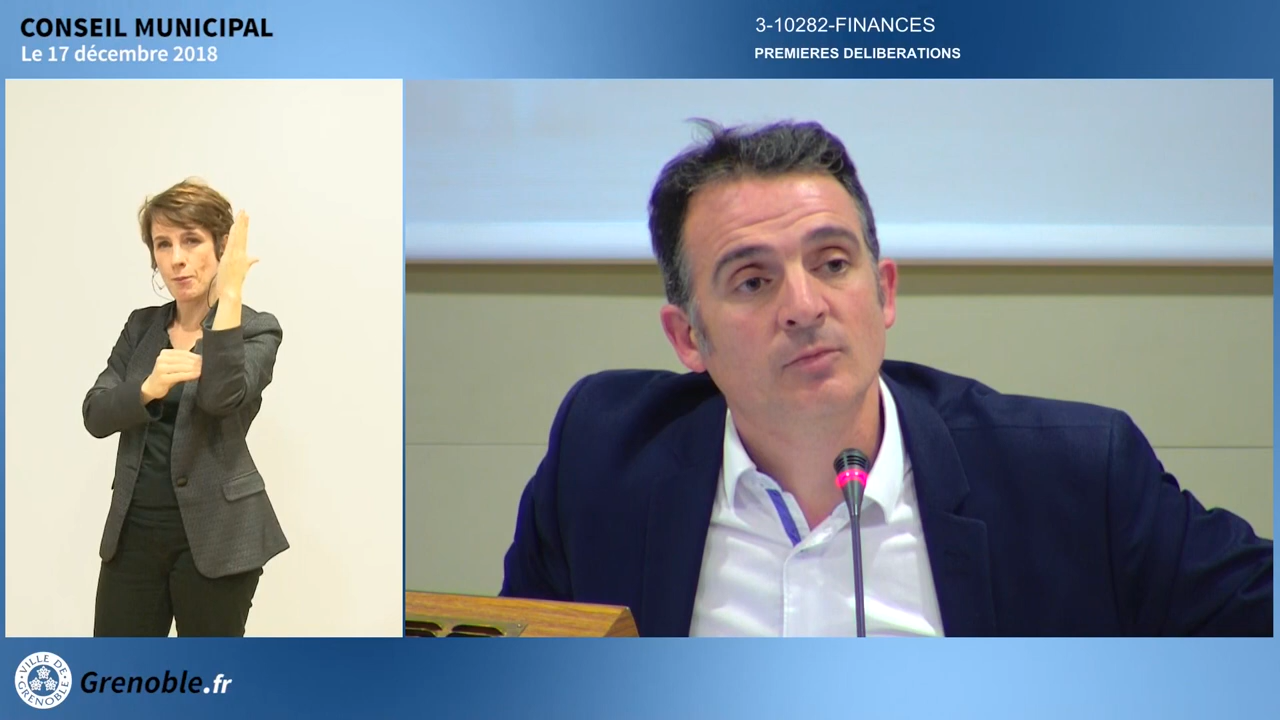 CONSEIL MUNICIPAL
Le 17 décembre 2018
3-10282-FINANCES
PREMIERES DELIBERATIONS
VILLE DE
GRENOBLE
Grenoble.fr